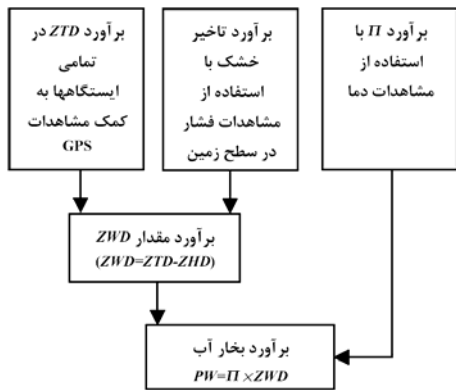 برآورد Π با
استفاده از
مشاهدات دما
برآورد تاخیر
خشک با
استفاده از
مشاهدات فشار
در سطح زمین
برآورد ZTD در
تمامی
ایستگاهها به
کمک مشاهدات
GPS
برآورد مقدار ZWD
(ZWD=ZTD-ZHD)
برآورد بخار آب
PW=Π×ZWD